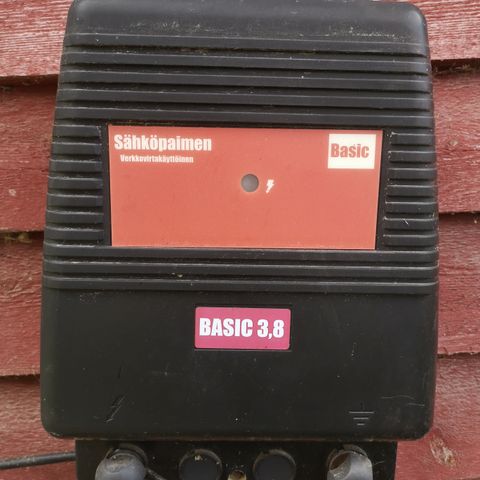 Sähköpaimen
Verkkovirtakäyttöinen
Basic
BASIC 3,8